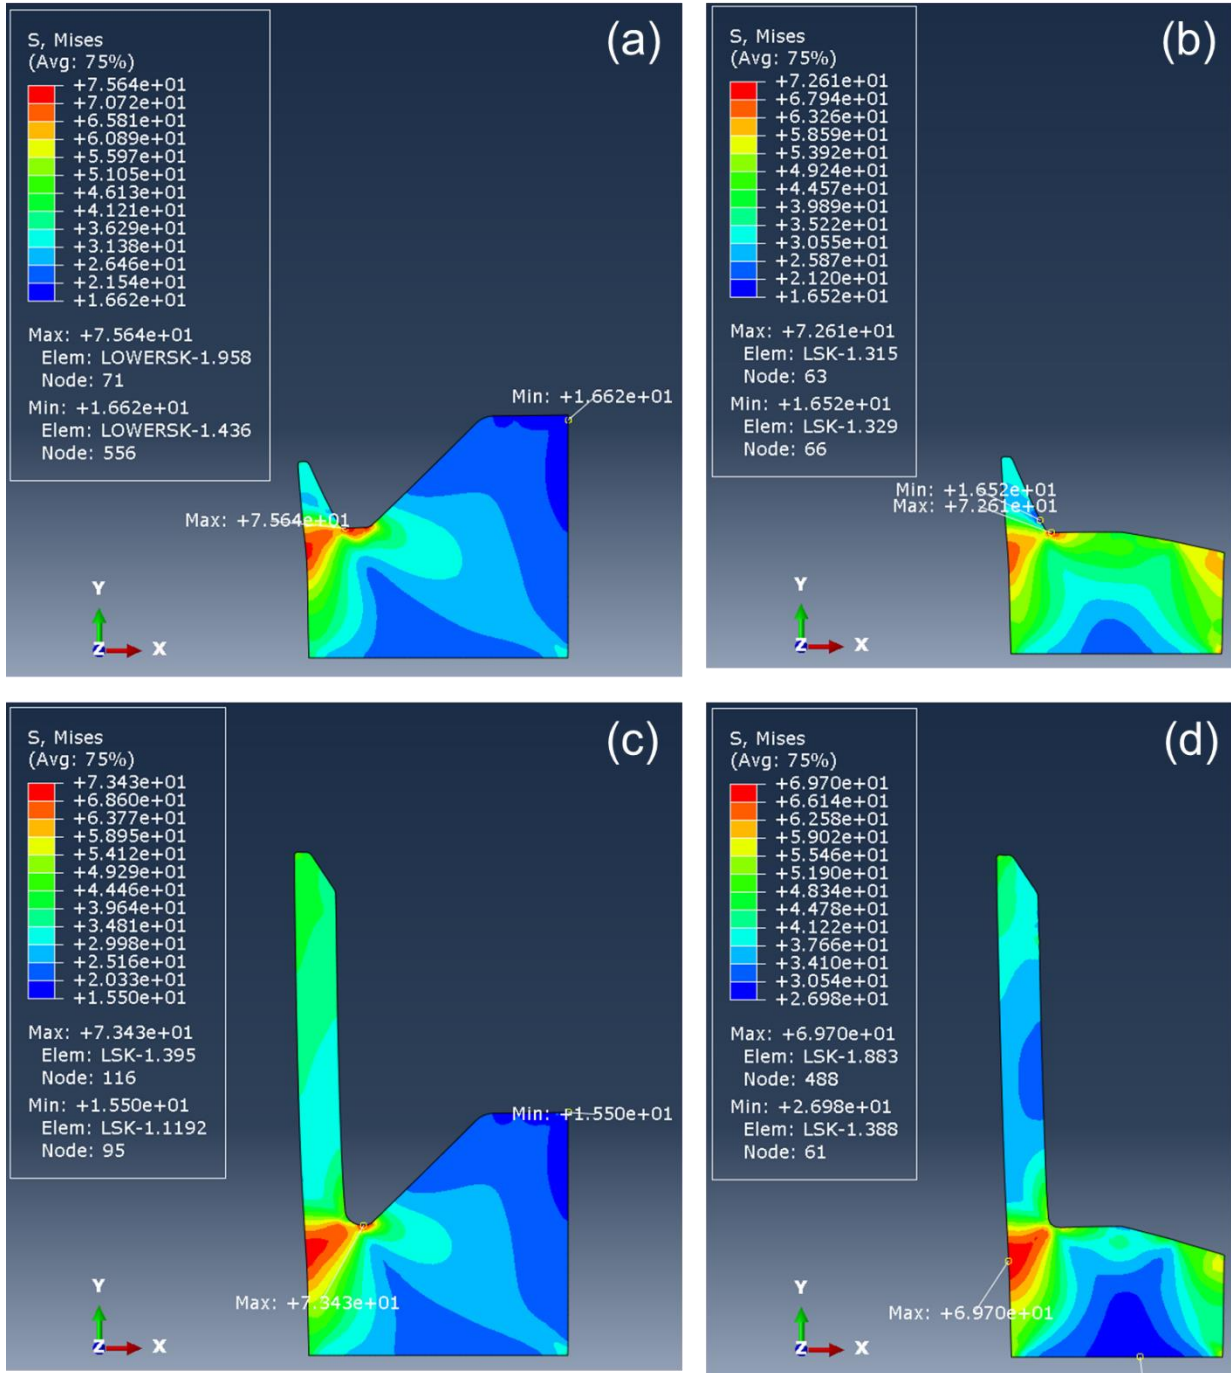 (a)
S, Mises
(Avg: 75%)
+7.564e+01
+7.072e+01
+6.581e+01
+6.089e+01
+5.597e+01
+5.105e+01
+4.613e+01
+4.121e+01
+3.629e+01
+3.138e+01
+2.646e+01
+2.154e+01
+1.662e+01
Max: +7.564e+01
Elem: LOWERSK-1.958
Node: 71
Min: +1.662e+01
Elem: LOWERSK-1.436
Node: 556
Min: +1.662e+01
Max: +7.564e+01
Y
Z
X
(b)
S, Mises
(Avg: 75%)
+7.261e+01
+6.794e+01
+6.326e+01
+5.859e+01
+5.392e+01
+4.924e+01
+4.457e+01
+3.989e+01
+3.522e+01
+3.055e+01
+2.587e+01
+2.120e+01
+1.652e+01
Max: +7.261e+01
Elem: LSK-1.315
Node: 63
Min: +1.652e+01
Elem: LSK-1.329
Node: 66
Min: +1.652e+01
Max: +7.261e+01
Y
Z
X
(c)
S, Mises
(Avg: 75%)
+7.343e+01
+6.860e+01
+6.377e+01
+5.895e+01
+5.412e+01
+4.929e+01
+4.446e+01
+3.964e+01
+3.481e+01
+2.998e+01
+2.516e+01
+2.033e+01
+1.550e+01
Max: +7.343e+01
Elem: LSK-1.395
Node: 116
Min: +1.550e+01
Elem: LSK-1.1192
Node: 95
Min: +1.550e+01
Max: +7.343e+01
Y
Z
X
(d)
S, Mises
(Avg: 75%)
+6.970e+01
+6.614e+01
+6.258e+01
+5.902e+01
+5.546e+01
+5.190e+01
+4.834e+01
+4.478e+01
+4.122e+01
+3.766e+01
+3.410e+01
+3.054e+01
+2.698e+01
Max: +6.970e+01
Elem: LSK-1.883
Node: 488
Min: +2.698e+01
Elem: LSK-1.388
Node: 61
Max: +6.970e+01
Y
Z
X